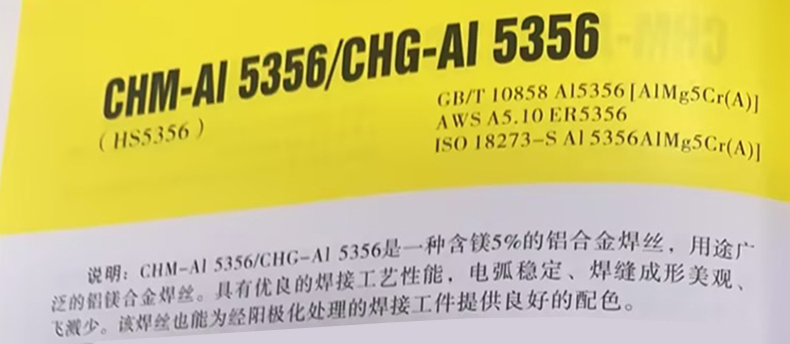 CHM-Al 5356/CHG-Al 5356
(HS5356)
GB/T 10858 Al5356[AlMg5Cr(A)]
AWS A5.10 ER5356
ISO 18273-S Al 5356AlMg5Cr(A)]
说明：CHM-Al 5356/CHG-Al 5356是一种含镁5%的铝合金焊丝，用途广
泛的铝镁合金焊丝。具有优良的焊接工艺性能，电弧稳定、焊缝成形美观、
飞溅少。该焊丝也能为经阳极化处理的焊接工件提供良好的配色。